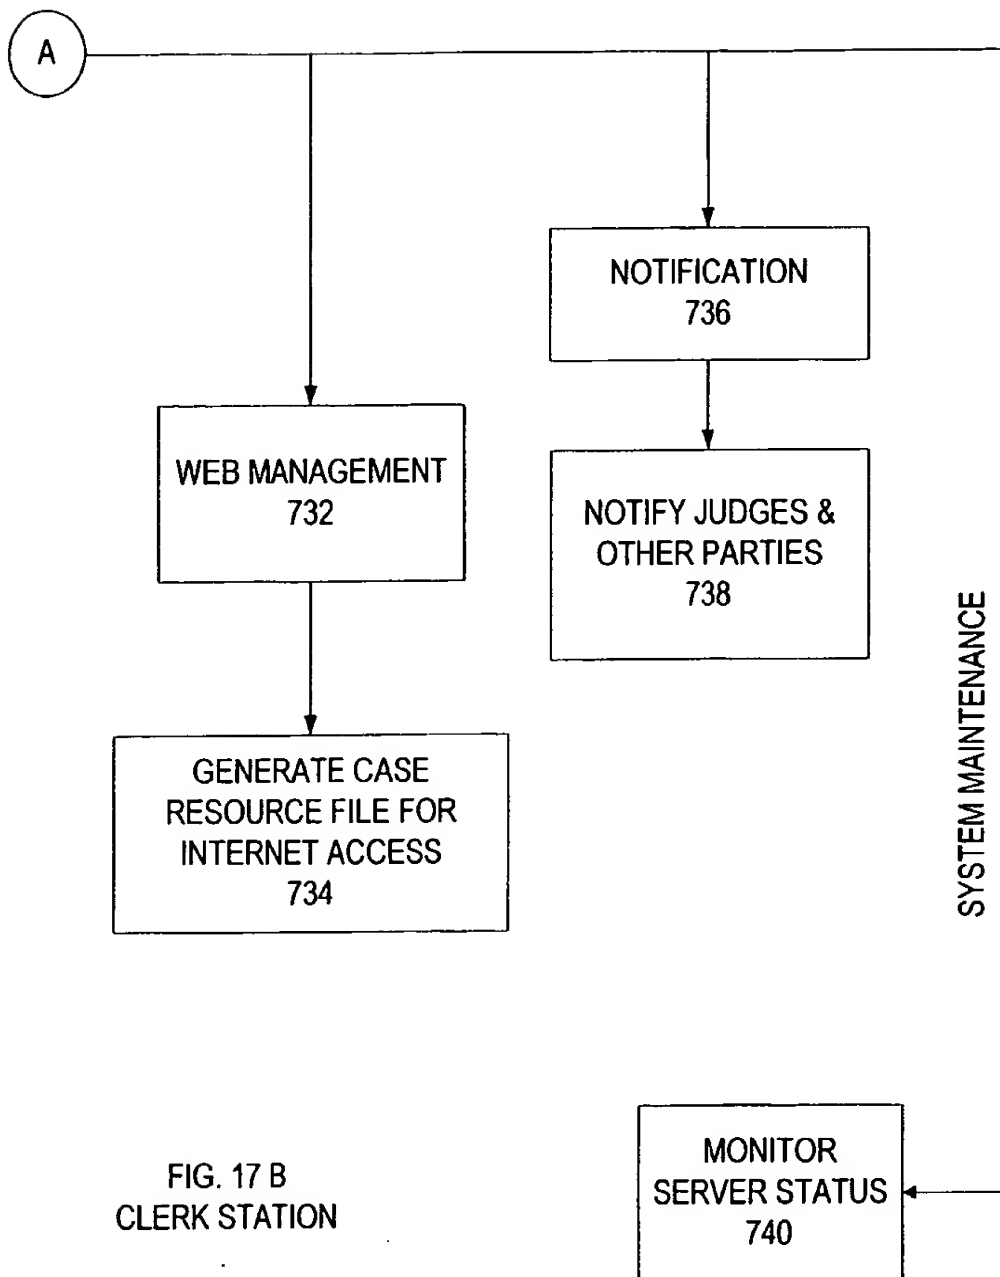 A
NOTIFICATION
736
WEB MANAGEMENT
732
NOTIFY JUDGES &
OTHER PARTIES
738
SYSTEM MAINTENANCE
GENERATE CASE
RESOURCE FILE FOR
INTERNET ACCESS
734
MONITOR
SERVER STATUS
740
FIG. 17 B
CLERK STATION